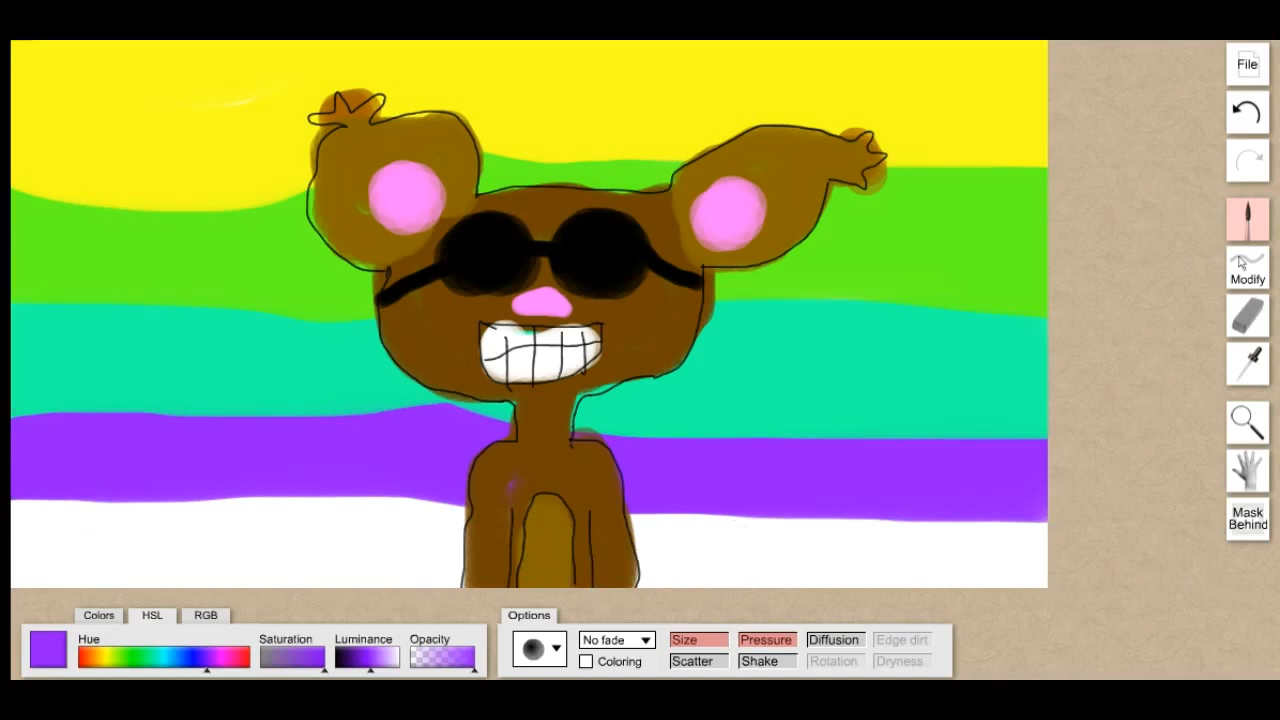 File
Modify
Mask
Behind
Colors HSL RGB
Hue Saturation Luminance Opacity
Options
No fade
Coloring
Size Pressure Diffusion Edge dirt
Scatter Shake Rotation Dryness